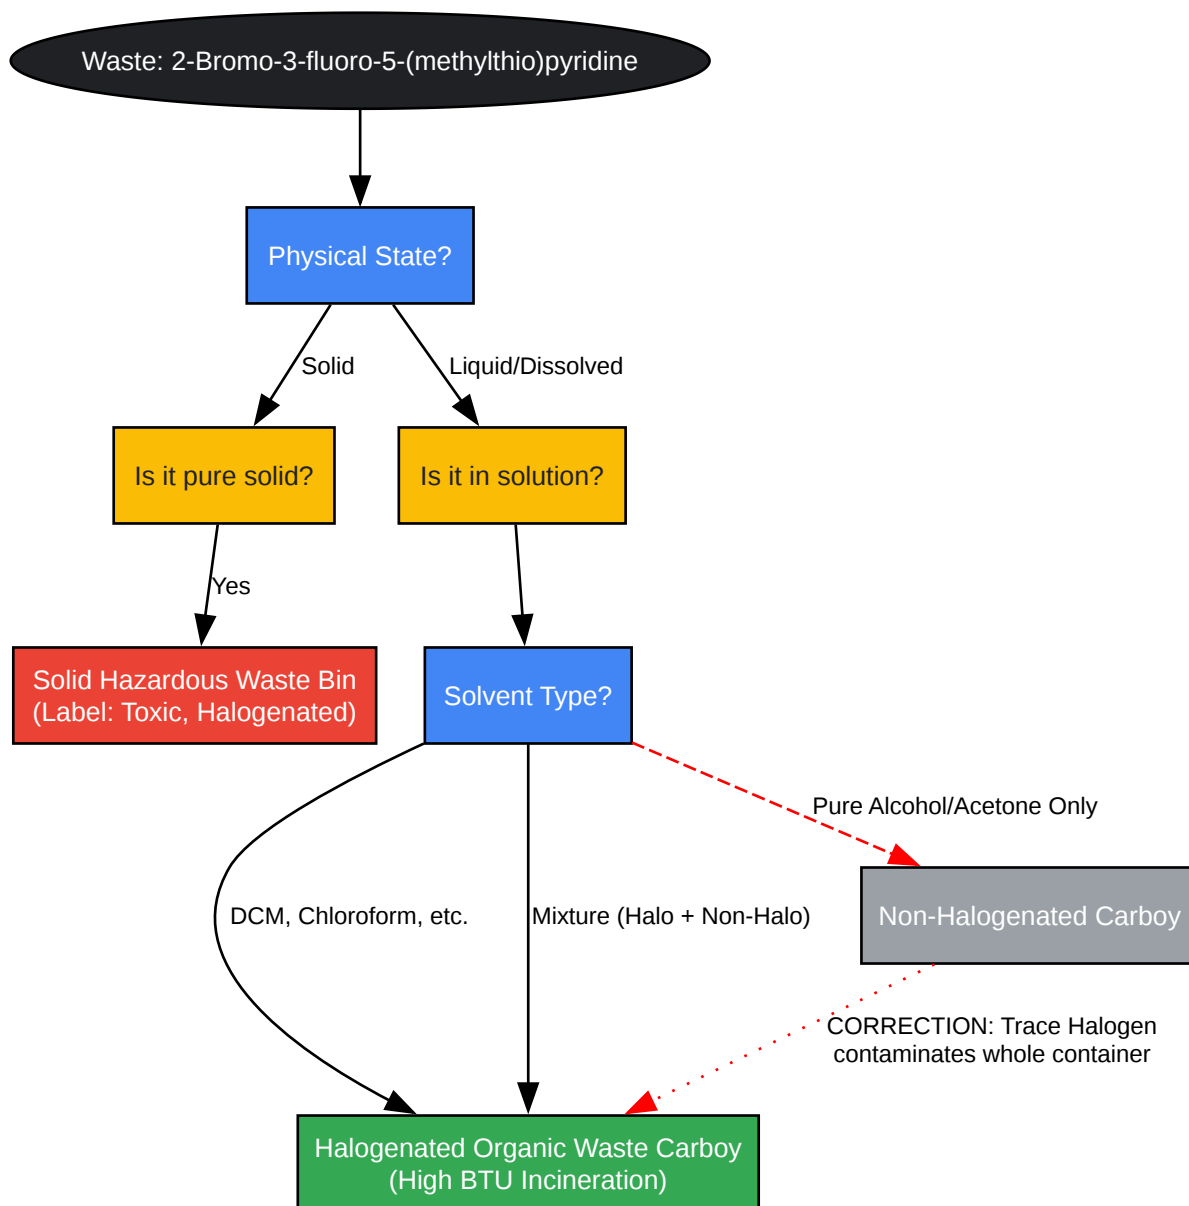 Waste: 2-Bromo-3-fluoro-5-(methylthio)pyridine
Physical State?
Solid
Liquid/Dissolved
Is it pure solid?
Is it in solution?
Yes
Solid Hazardous Waste Bin
(Label: Toxic, Halogenated)
Solvent Type?
Pure Alcohol/Acetone Only
DCM, Chloroform, etc.
Mixture (Halo + Non-Halo)
Non-Halogenated Carboy
CORRECTION: Trace Halogen
contaminates whole container
Halogenated Organic Waste Carboy
(High BTU Incineration)